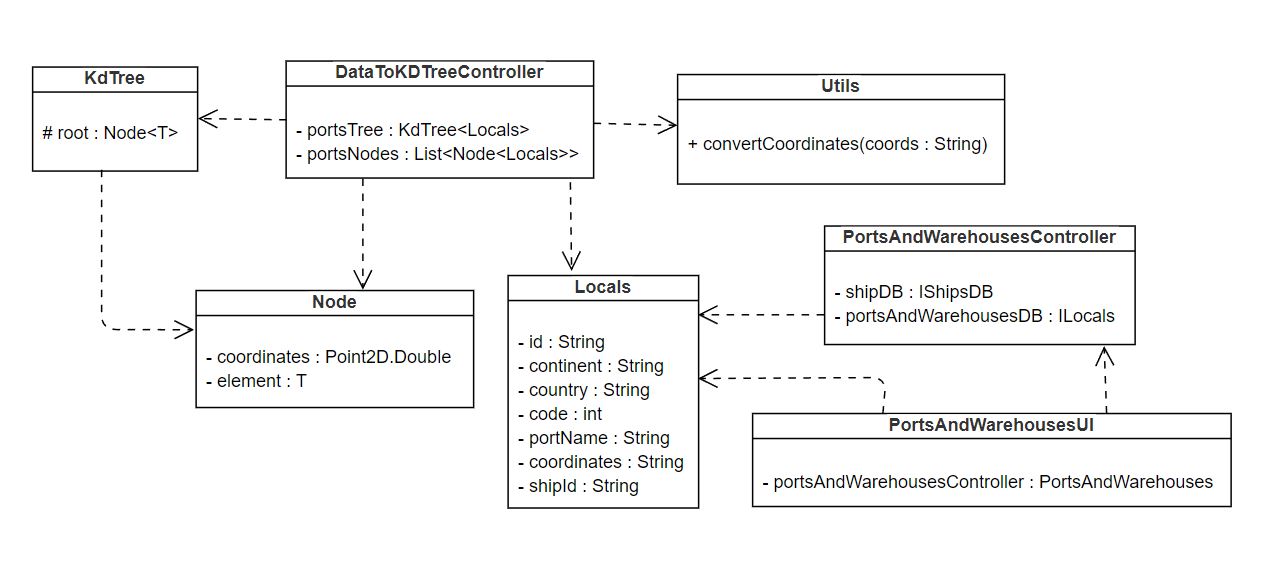 KdTree
# root : Node<T>
DataToKDTreeController
- portsTree : KdTree<Locals>
- portsNodes : List<Node<Locals>>
Utils
+ convertCoordinates(coords : String)
PortsAndWarehousesController
- shipDB : IShipsDB
- portsAndWarehousesDB : ILocals
Node
- coordinates : Point2D.Double
- element : T
Locals
- id : String
- continent : String
- country : String
- code : int
- portName : String
- coordinates : String
- shipId : String
PortsAndWarehousesUI
- portsAndWarehousesController : PortsAndWarehouses